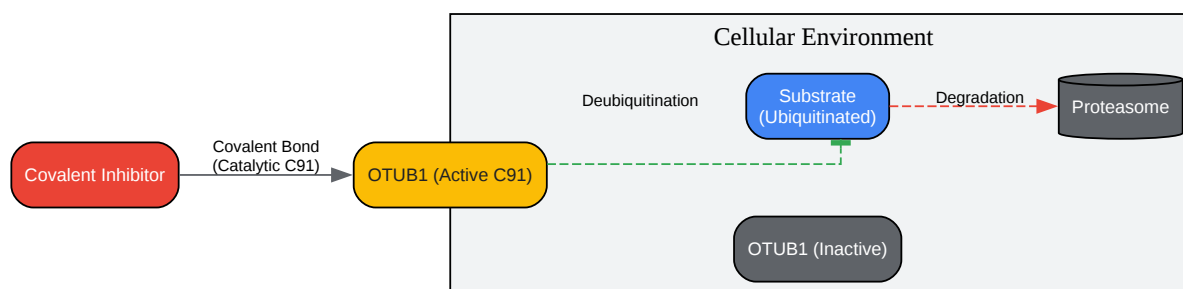 Cellular Environment
Deubiquitination
Substrate
(Ubiquitinated)
Degradation
Proteasome
Covalent Bond
(Catalytic C91)
Covalent Inhibitor
OTUB1 (Active C91)
OTUB1 (Inactive)